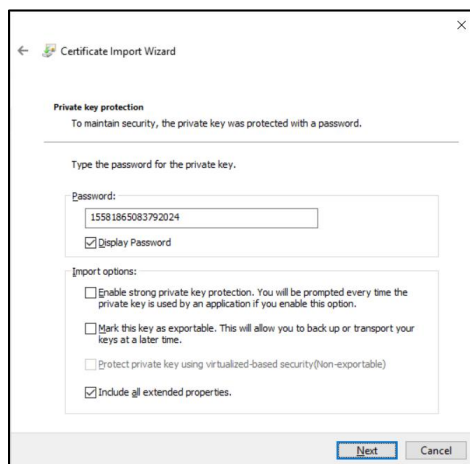 Certificate Import Wizard
Private key protection
To maintain security, the private key was protected with a password.
Type the password for the private key.
Password:
15581865083792024
Display Password
Import options:
Enable strong private key protection. You will be prompted every time the
private key is used by an application if you enable this option.
Mark this key as exportable. This will allow you to back up or transport your
keys at a later time.
Protect private key using virtualized-based security(Non-exportable)
Include all extended properties.
Next Cancel